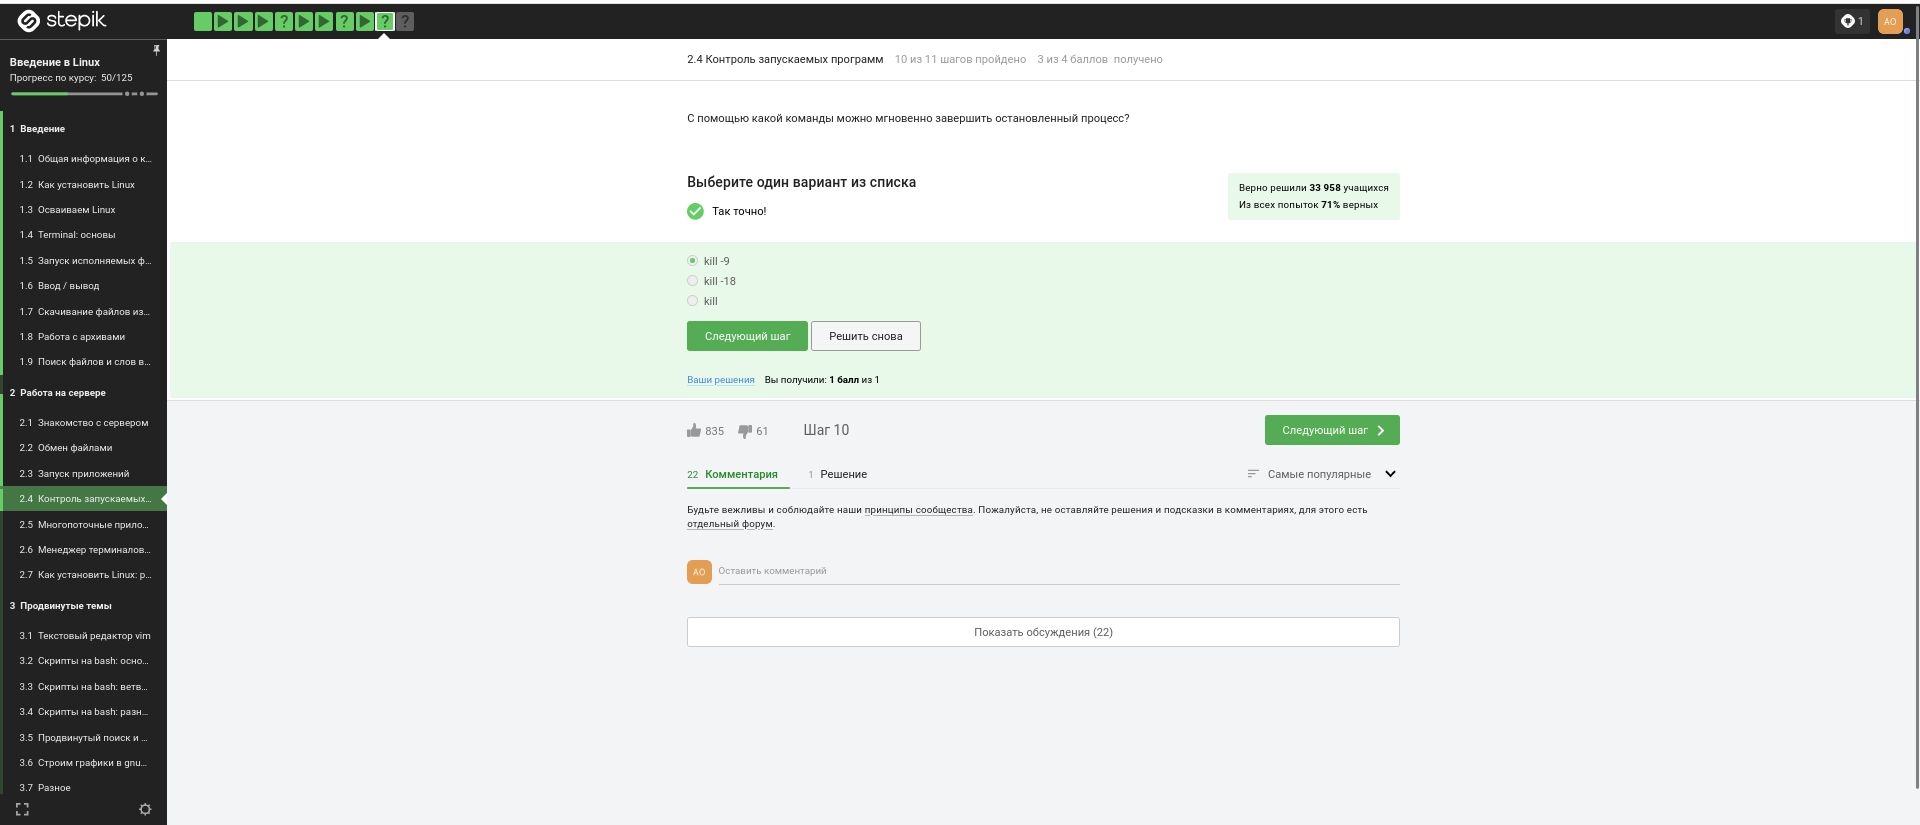 stepik
1
AO
Введение в Linux
Прогресс по курсу: 50/125
1 Введение
1.1 Общая информация о к...
1.2 Как установить Linux
1.3 Осваиваем Linux
1.4 Terminal: основы
1.5 Запуск исполняемых ф...
1.6 Ввод / вывод
1.7 Скачивание файлов из...
1.8 Работа с архивами
1.9 Поиск файлов и слов в...
2 Работа на сервере
2.1 Знакомство с сервером
2.2 Обмен файлами
2.3 Запуск приложений
2.4 Контроль запускаемых...
2.5 Многопоточные прило...
2.6 Менеджер терминалов...
2.7 Как установить Linux: р...
3 Продвинутые темы
3.1 Текстовый редактор vim
3.2 Скрипты на bash: осно...
3.3 Скрипты на bash: ветв...
3.4 Скрипты на bash: разн...
3.5 Продвинутый поиск и ...
3.6 Строим графики в gnu...
3.7 Разное
2.4 Контроль запускаемых программ 10 из 11 шагов пройдено 3 из 4 баллов получено
С помощью какой команды можно мгновенно завершить остановленный процесс?
Выберите один вариант из списка
Так точно!
Верно решили 33 958 учащихся
Из всех попыток 71% верных
kill -9
kill -18
kill
Следующий шаг Решить снова
Ваши решения Вы получили: 1 балл из 1
835 61 Шаг 10 Следующий шаг
22 Комментария 1 Решение Самые популярные
Будьте вежливы и соблюдайте наши принципы сообщества. Пожалуйста, не оставляйте решения и подсказки в комментариях, для этого есть
отдельный форум.
AO Оставить комментарий
Показать обсуждения (22)